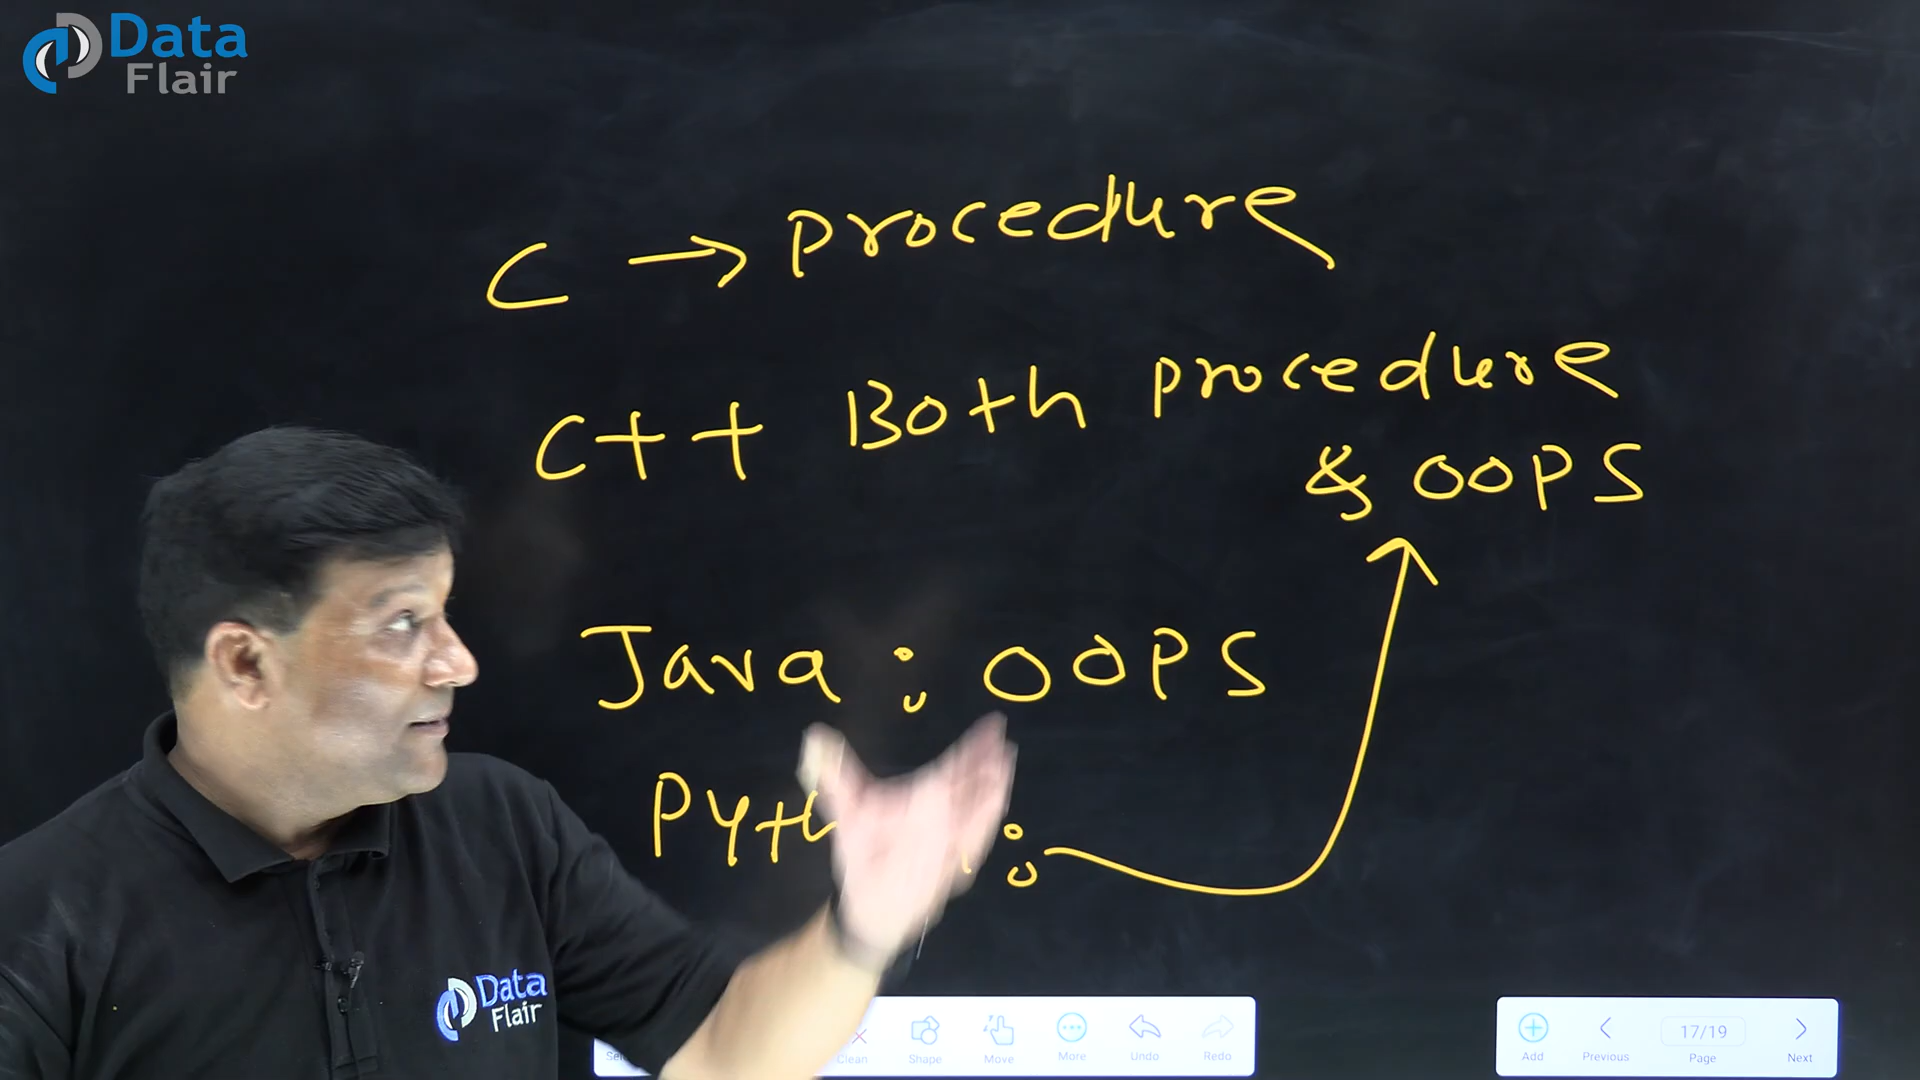 Data
Flair
C → procedure
C++ Both procedure
& OOPS
Java : OOPS
Data
Flair
Clean
Shape
Move
More
Undo
Redo
Add
Previous
17/19
Page
Next